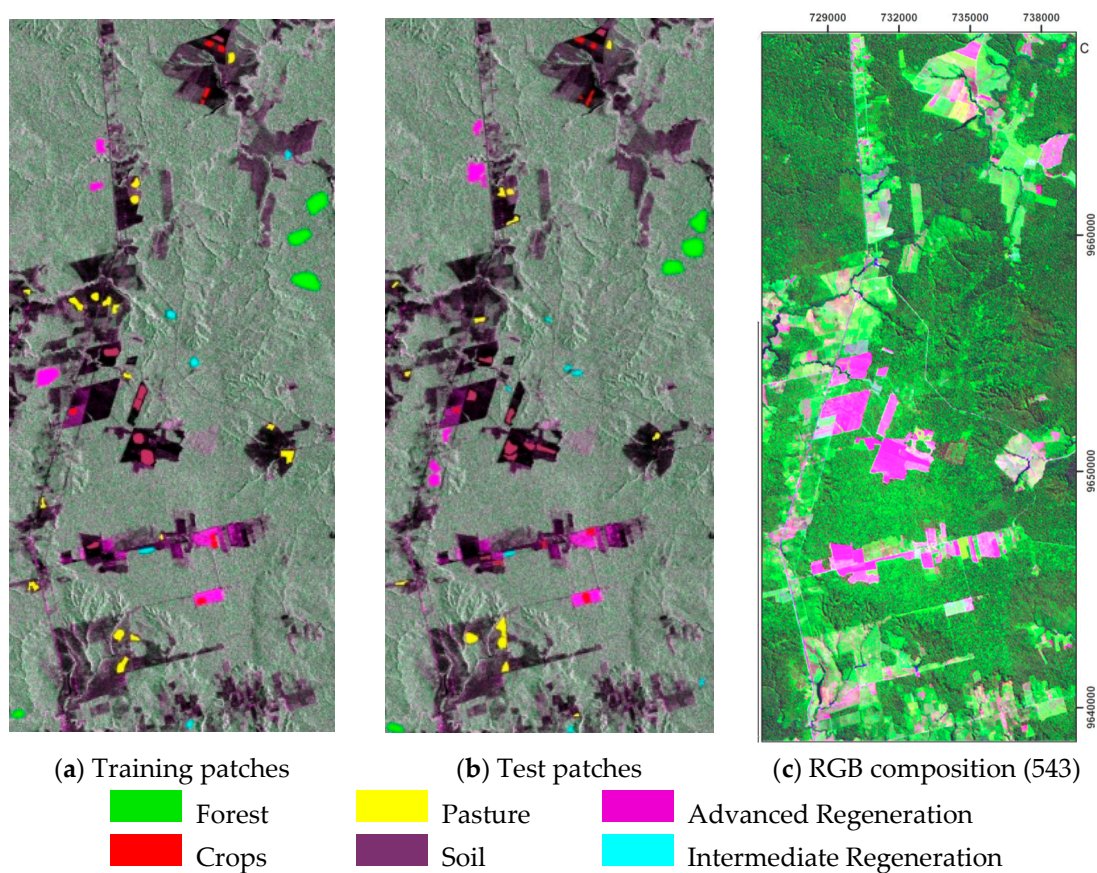 729000 732000 735000 738000
C
9660000
9650000
9640000
(a) Training patches
(b) Test patches
(c) RGB composition (543)
Forest
Pasture
Advanced Regeneration
Crops
Soil
Intermediate Regeneration